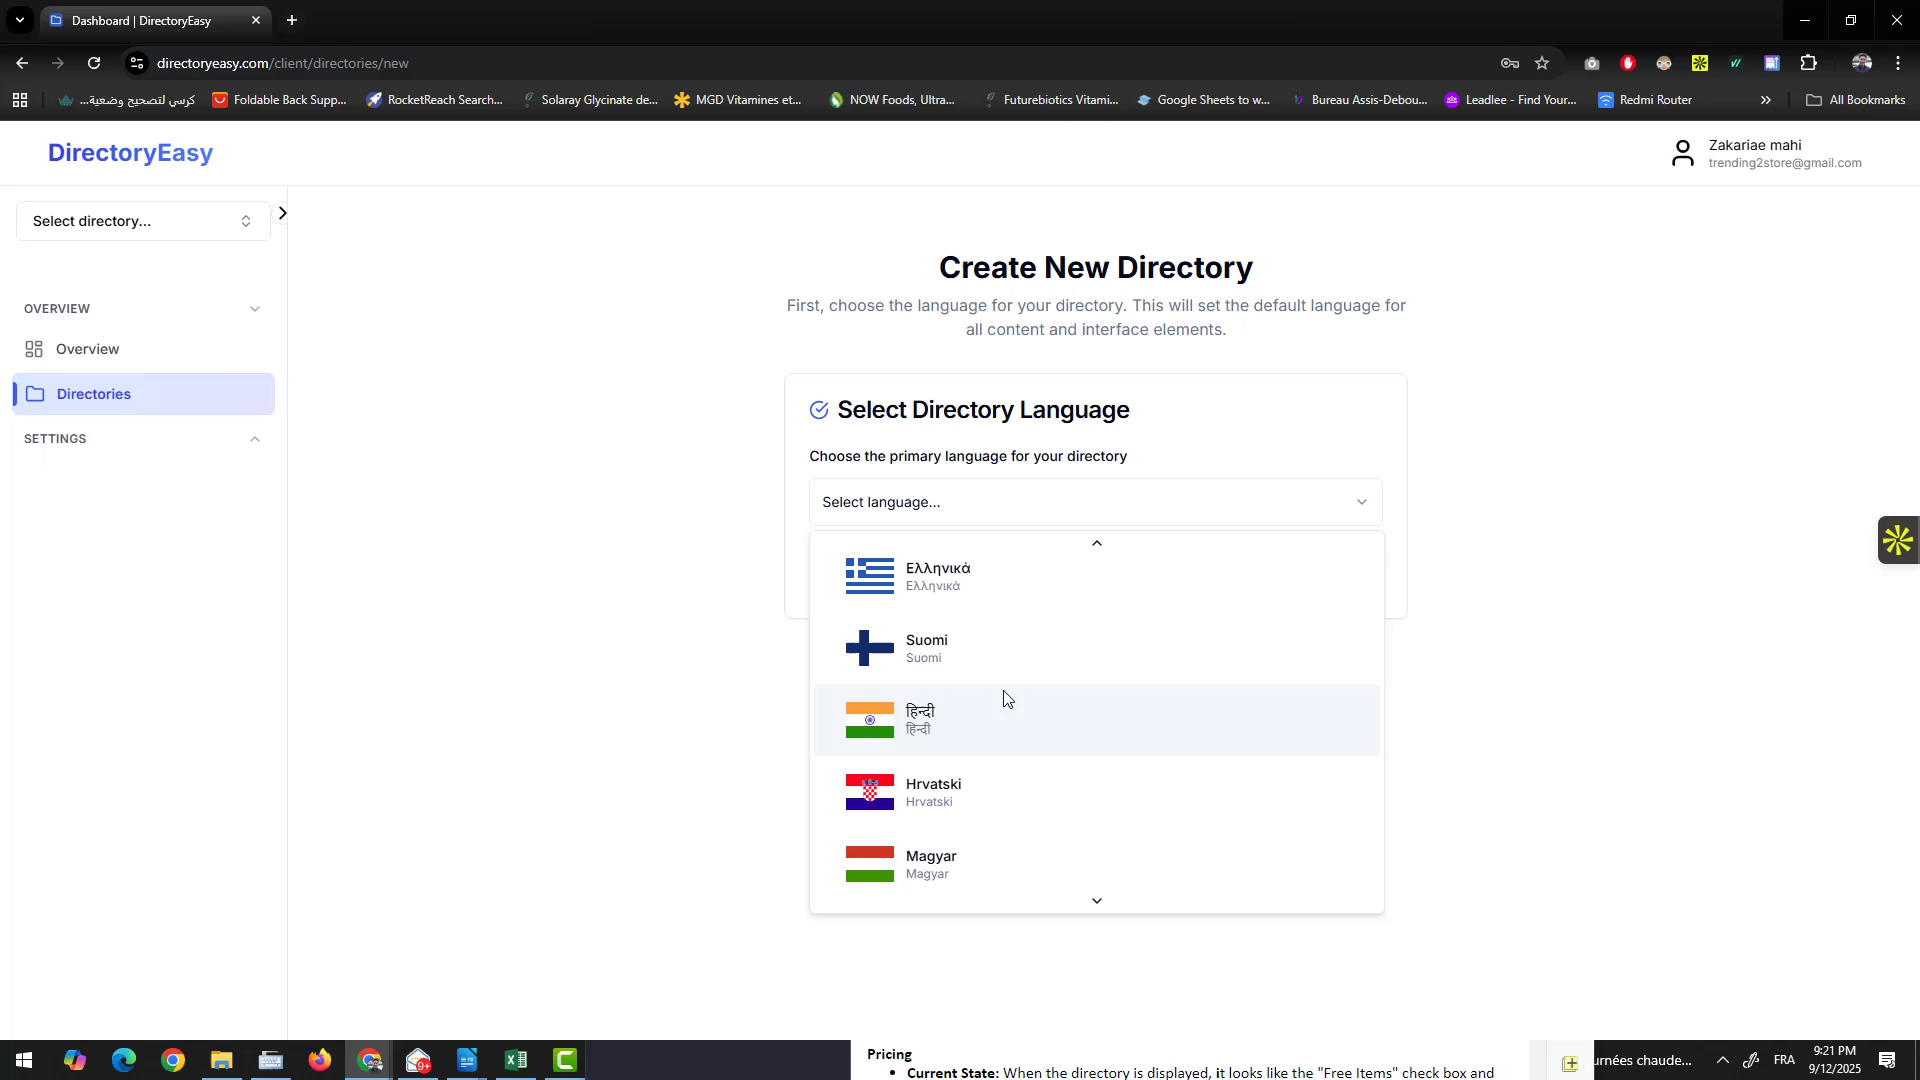 Dashboard | DirectoryEasy
directoryeasy.com/client/directories/new
كرسي لتصحيح وضعية...
Foldable Back Supp...
RocketReach Search...
Solaray Glycinate de...
MGD Vitamines et...
NOW Foods, Ultra...
Futurebiotics Vitami...
Google Sheets to w...
Bureau Assis-Debou...
Leadlee - Find Your...
Redmi Router
All Bookmarks
DirectoryEasy
Zakariae mahi
trending2store@gmail.com
Select directory...
OVERVIEW
Overview
Directories
SETTINGS
Create New Directory
First, choose the language for your directory. This will set the default language for
all content and interface elements.
Select Directory Language
Choose the primary language for your directory
Select language...
Ελληνικά
Ελληνικά
Suomi
Suomi
हिन्दी
हिन्दी
Hrvatski
Hrvatski
Magyar
Magyar
Pricing
Current State: When the directory is displayed, it looks like the "Free Items" check box and
9+
urnées chaude...
FRA
9:21 PM
9/12/2025